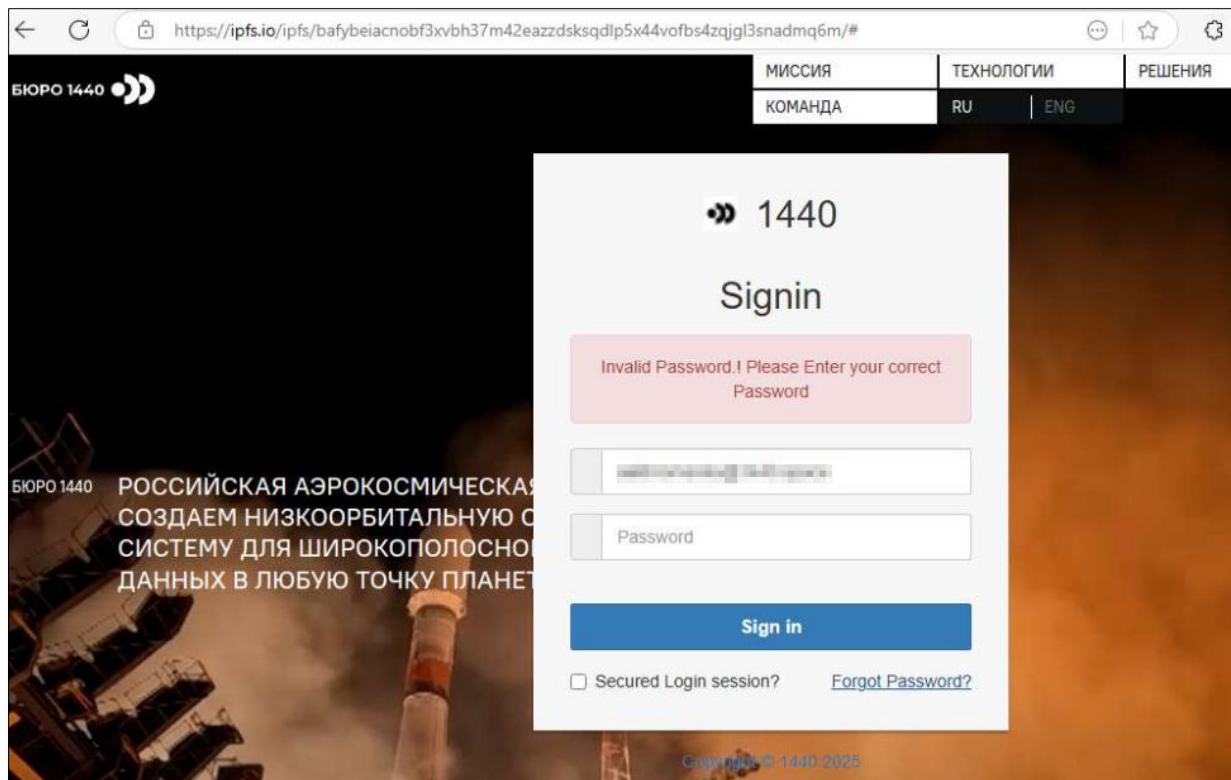 https://ipfs.io/ipfs/bafybeiacnobf3xvbh37m42eazzdsksqdlp5x44vofbs4zqjgl3snadmq6m/#
БЮРО 1440
МИССИЯ
ТЕХНОЛОГИИ
РЕШЕНИЯ
КОМАНДА
RU
ENG
1440
Signin
Invalid Password.! Please Enter your correct
Password
Password
Sign in
Secured Login session?
Forgot Password?
БЮРО 1440
РОССИЙСКАЯ АЭРОКОСМИЧЕСКАЯ
СОЗДАЕМ НИЗКООРБИТАЛЬНУЮ С
СИСТЕМУ ДЛЯ ШИРОКОПОЛОСНО
ДАННЫХ В ЛЮБУЮ ТОЧКУ ПЛАНЕТ
Copyright © 1440 2025